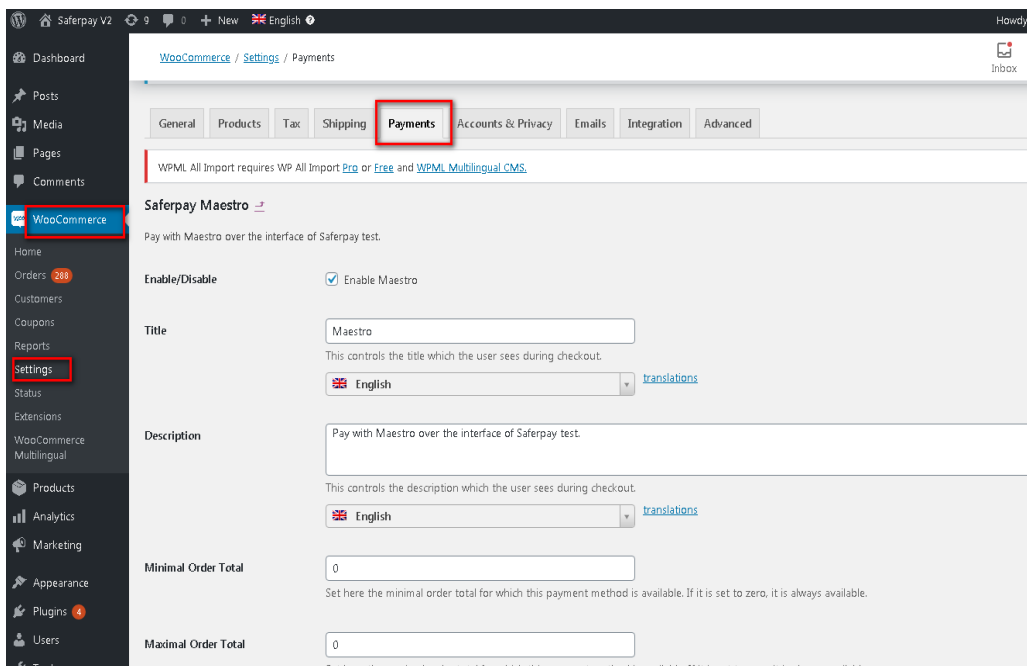 Saferpay V2 9 0 + New English
Howdy
Dashboard
Posts
Media
Pages
Comments
WooCommerce
Home
Orders 288
Customers
Coupons
Reports
Settings
Status
Extensions
WooCommerce
Multilingual
Products
Analytics
Marketing
Appearance
Plugins 4
Users
WooCommerce / Settings / Payments
Inbox
General Products Tax Shipping Payments Accounts & Privacy Emails Integration Advanced
WPML All Import requires WP All Import Pro or Free and WPML Multilingual CMS.
Saferpay Maestro
Pay with Maestro over the interface of Saferpay test.
Enable/Disable
Enable Maestro
Title
Maestro
This controls the title which the user sees during checkout.
English
translations
Description
Pay with Maestro over the interface of Saferpay test.
This controls the description which the user sees during checkout.
English
translations
Minimal Order Total
0
Set here the minimal order total for which this payment method is available. If it is set to zero, it is always available.
Maximal Order Total
0